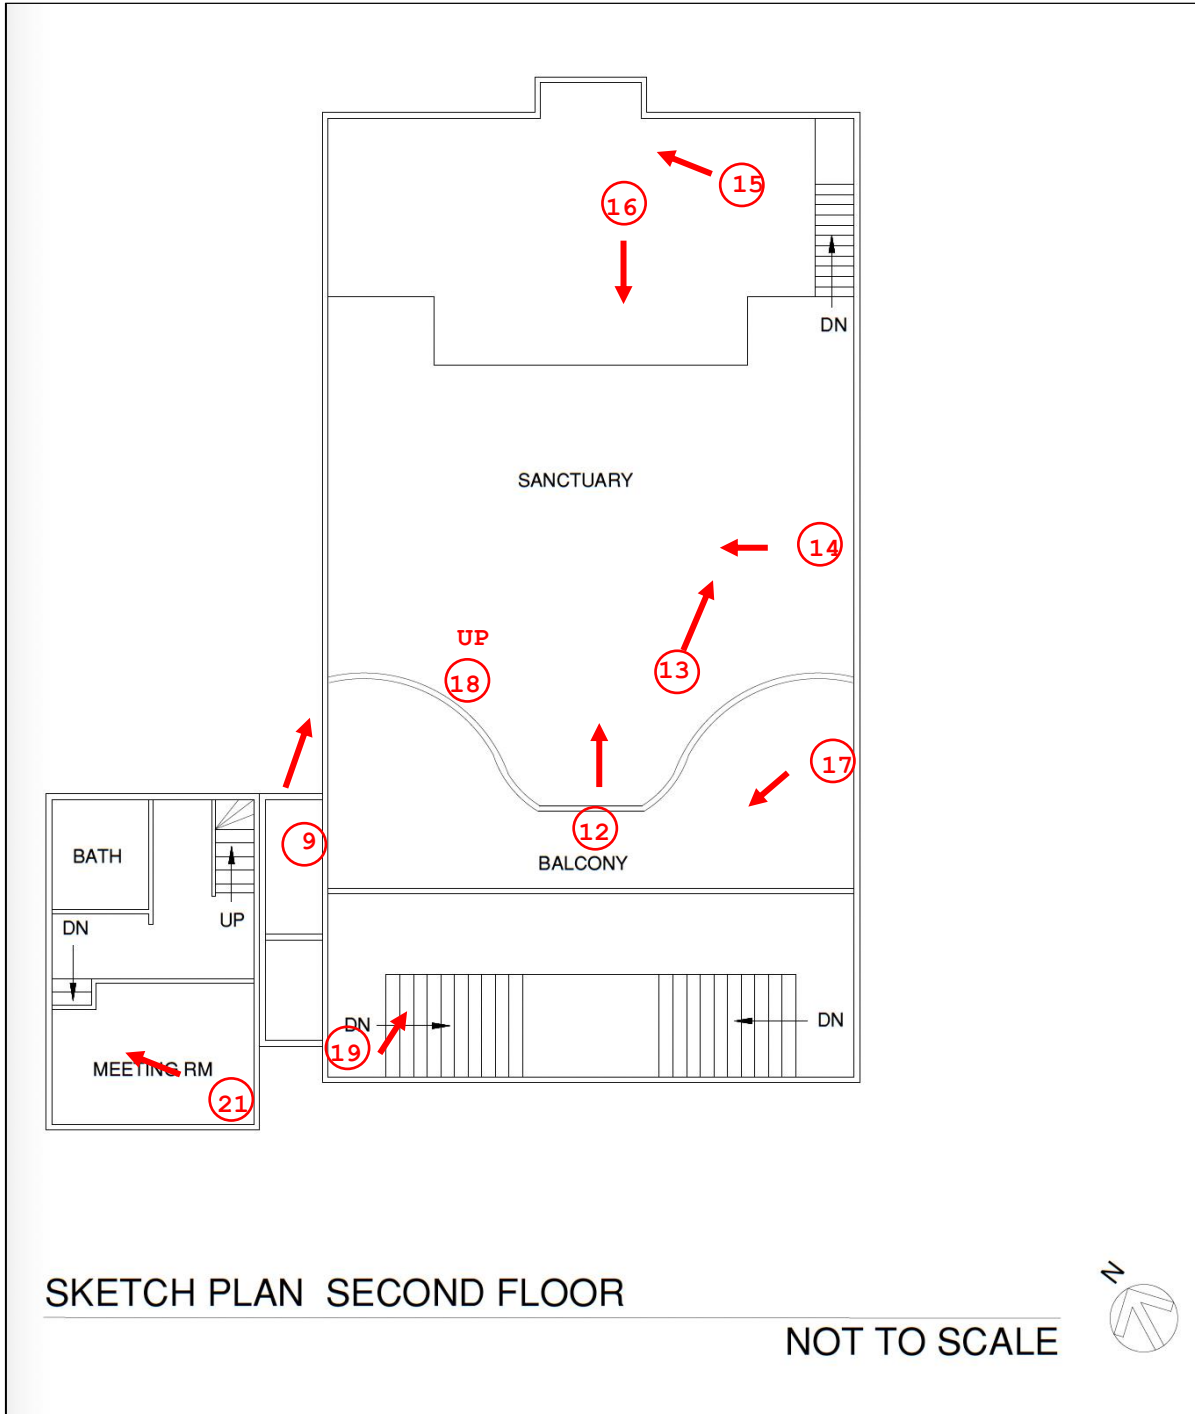 15
16
DN
SANCTUARY
14
UP
13
18
17
12
9
BATH
BALCONY
UP
DN
DN
DN
19
MEETING RM
21
SKETCH PLAN SECOND FLOOR
N
NOT TO SCALE